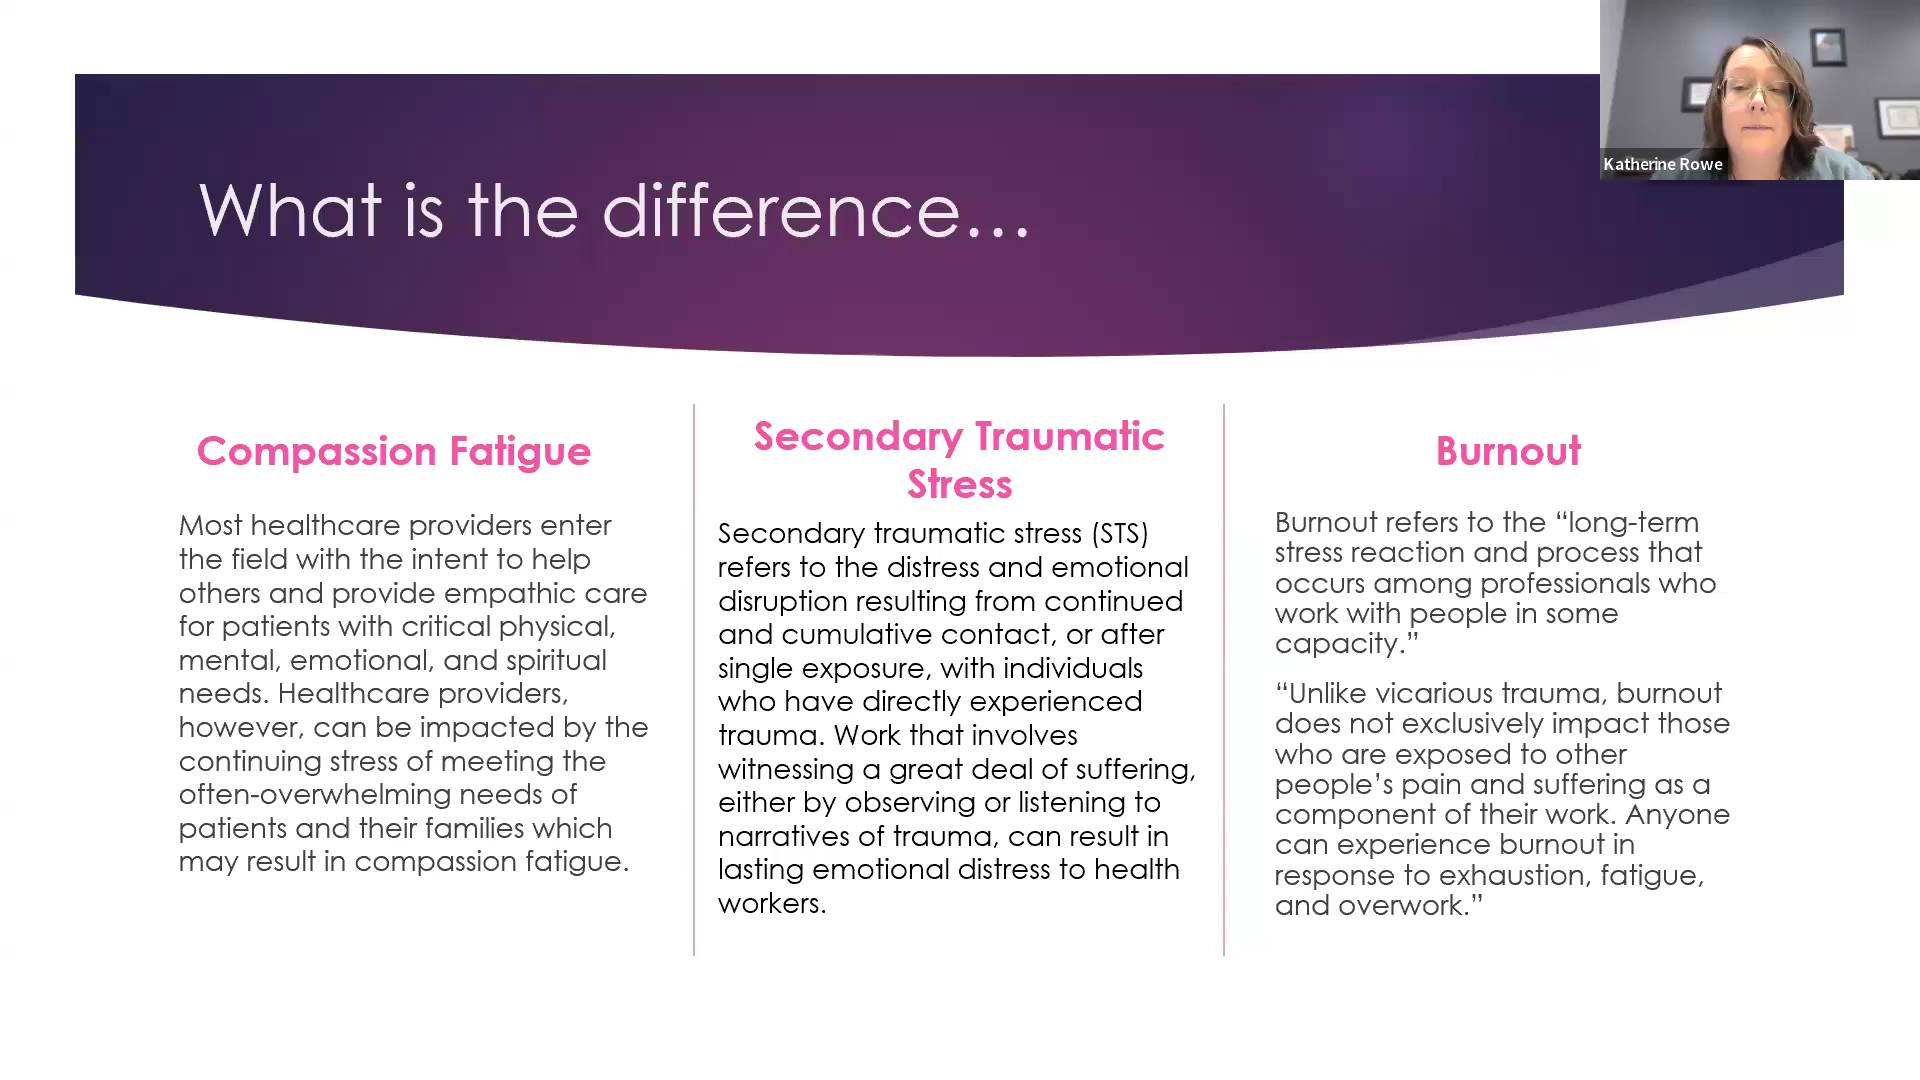 Katherine Rowe
What is the difference...
Compassion Fatigue
Most healthcare providers enter
the field with the intent to help
others and provide empathic care
for patients with critical physical,
mental, emotional, and spiritual
needs. Healthcare providers,
however, can be impacted by the
continuing stress of meeting the
often-overwhelming needs of
patients and their families which
may result in compassion fatigue.
Secondary Traumatic
Stress
Secondary traumatic stress (STS)
refers to the distress and emotional
disruption resulting from continued
and cumulative contact, or after
single exposure, with individuals
who have directly experienced
trauma. Work that involves
witnessing a great deal of suffering,
either by observing or listening to
narratives of trauma, can result in
lasting emotional distress to health
workers.
Burnout
Burnout refers to the “long-term
stress reaction and process that
occurs among professionals who
work with people in some
capacity.”
“Unlike vicarious trauma, burnout
does not exclusively impact those
who are exposed to other
people’s pain and suffering as a
component of their work. Anyone
can experience burnout in
response to exhaustion, fatigue,
and overwork.”